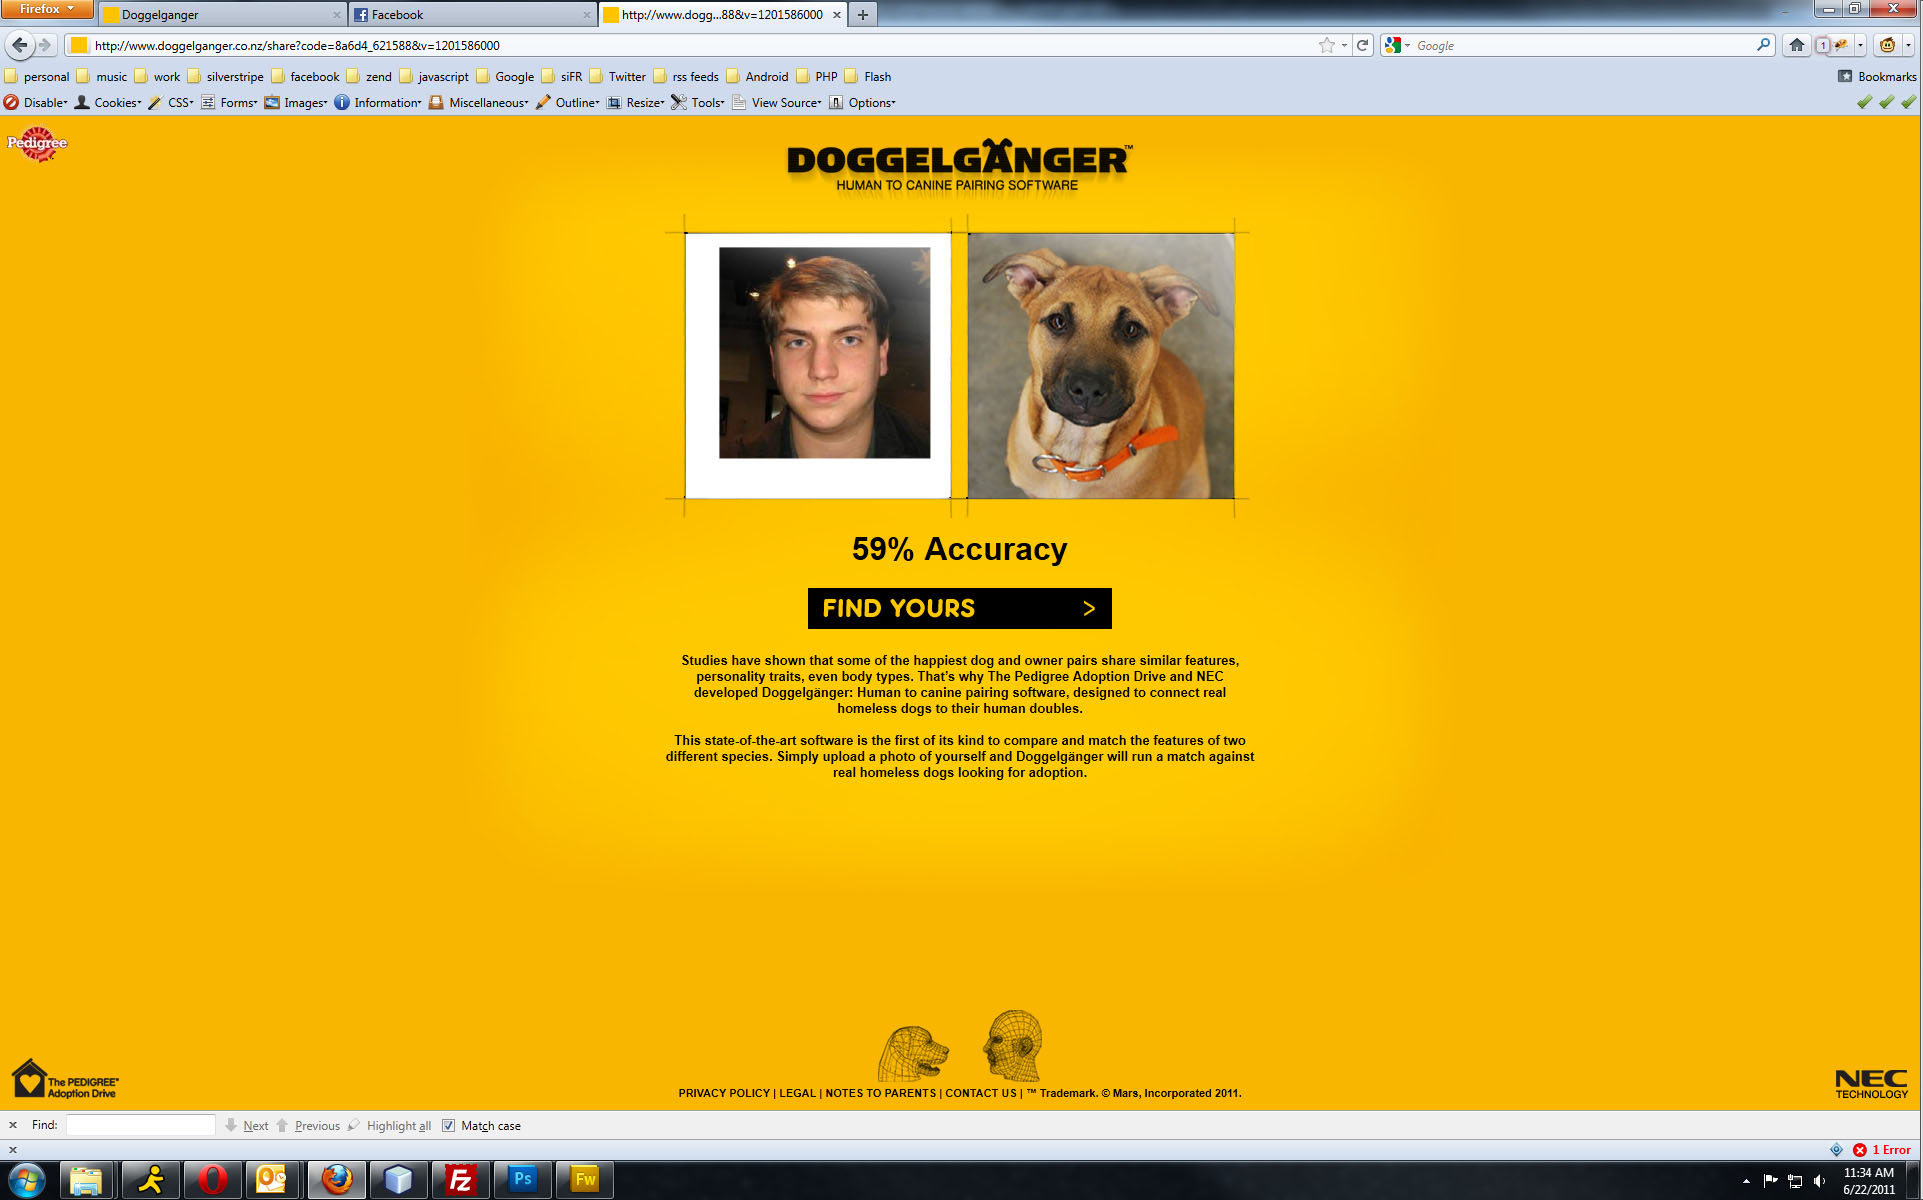 Firefox
Doggelganger
Facebook
http://www.dogg...88&v=1201586000
http://www.doggelganger.co.nz/share?code=8a6d4_621588&v=1201586000
Google
personal music work silverstripe facebook zend javascript Google siFR Twitter rss feeds Android PHP Flash Bookmarks
Disable Cookies CSS Forms Images Information Miscellaneous Outline Resize Tools View Source Options
1
Pedigree
DOGGELGÄNGER™
HUMAN TO CANINE PAIRING SOFTWARE
59% Accuracy
FIND YOURS >
Studies have shown that some of the happiest dog and owner pairs share similar features,
personality traits, even body types. That's why The Pedigree Adoption Drive and NEC
developed Doggelgänger: Human to canine pairing software, designed to connect real
homeless dogs to their human doubles.
This state-of-the-art software is the first of its kind to compare and match the features of two
different species. Simply upload a photo of yourself and Doggelgänger will run a match against
real homeless dogs looking for adoption.
The PEDIGREE®
Adoption Drive
NEC
TECHNOLOGY
PRIVACY POLICY | LEGAL | NOTES TO PARENTS | CONTACT US | ™ Trademark. © Mars, Incorporated 2011.
Find: Next Previous Highlight all Match case
1 Error
Fz Ps Fw
11:34 AM
6/22/2011